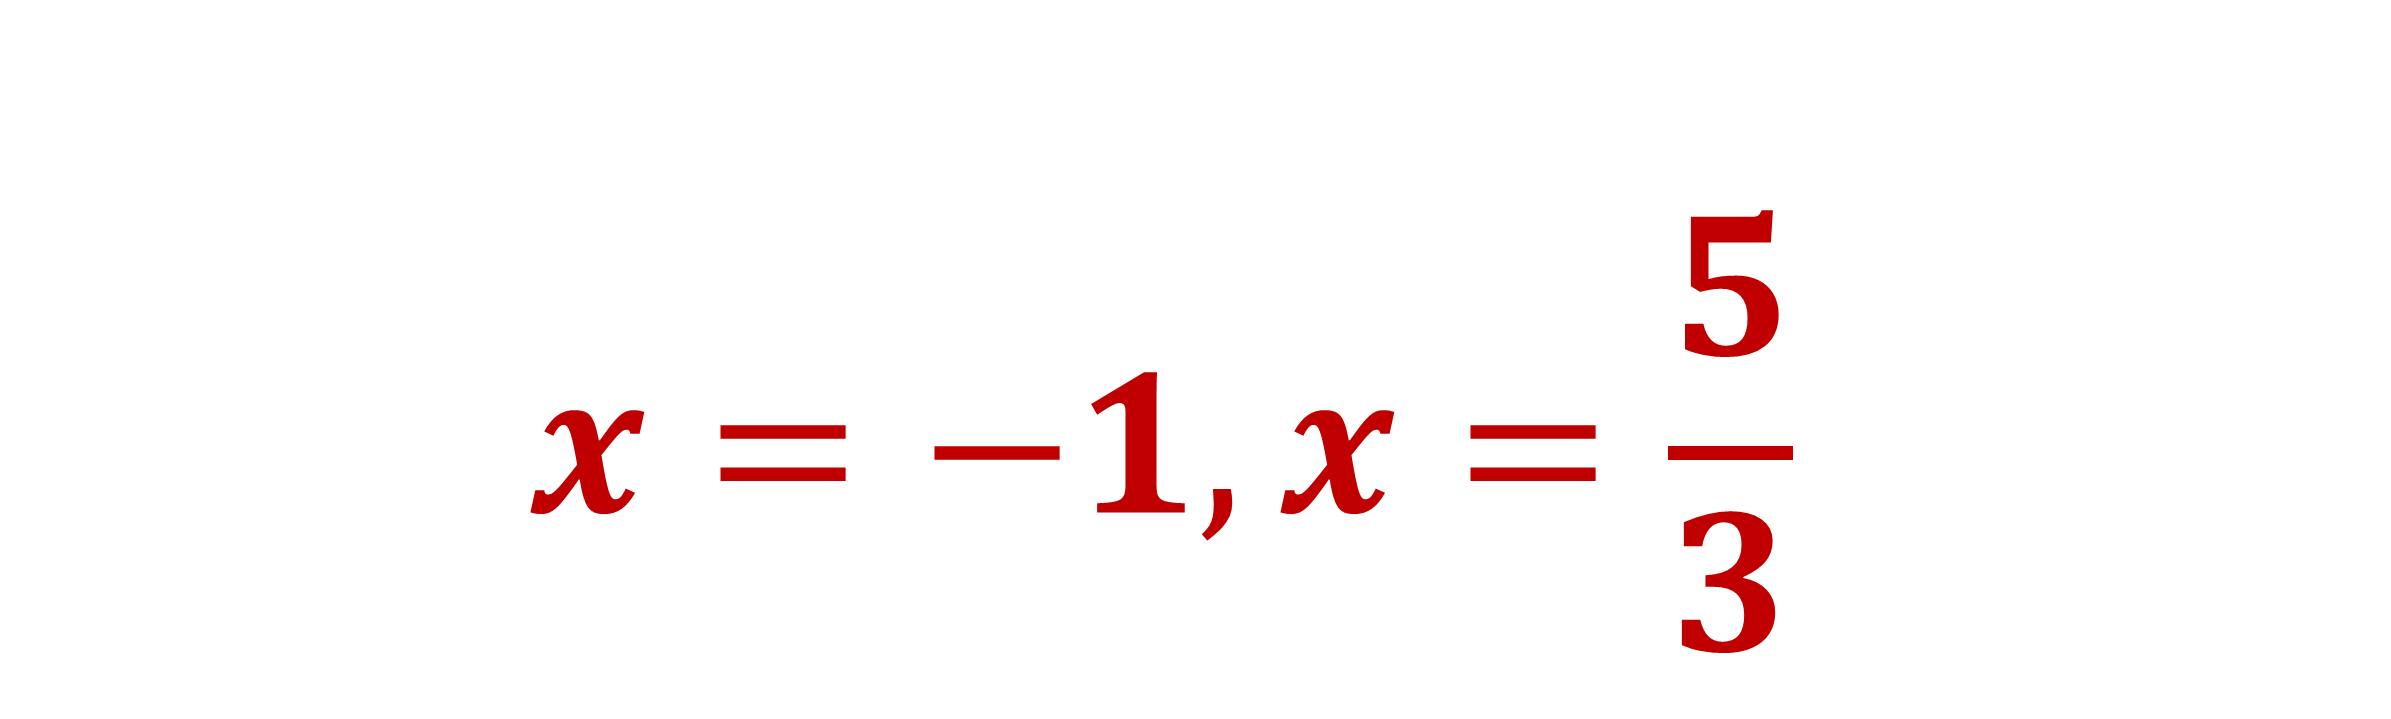 x = −1, x = 5/3